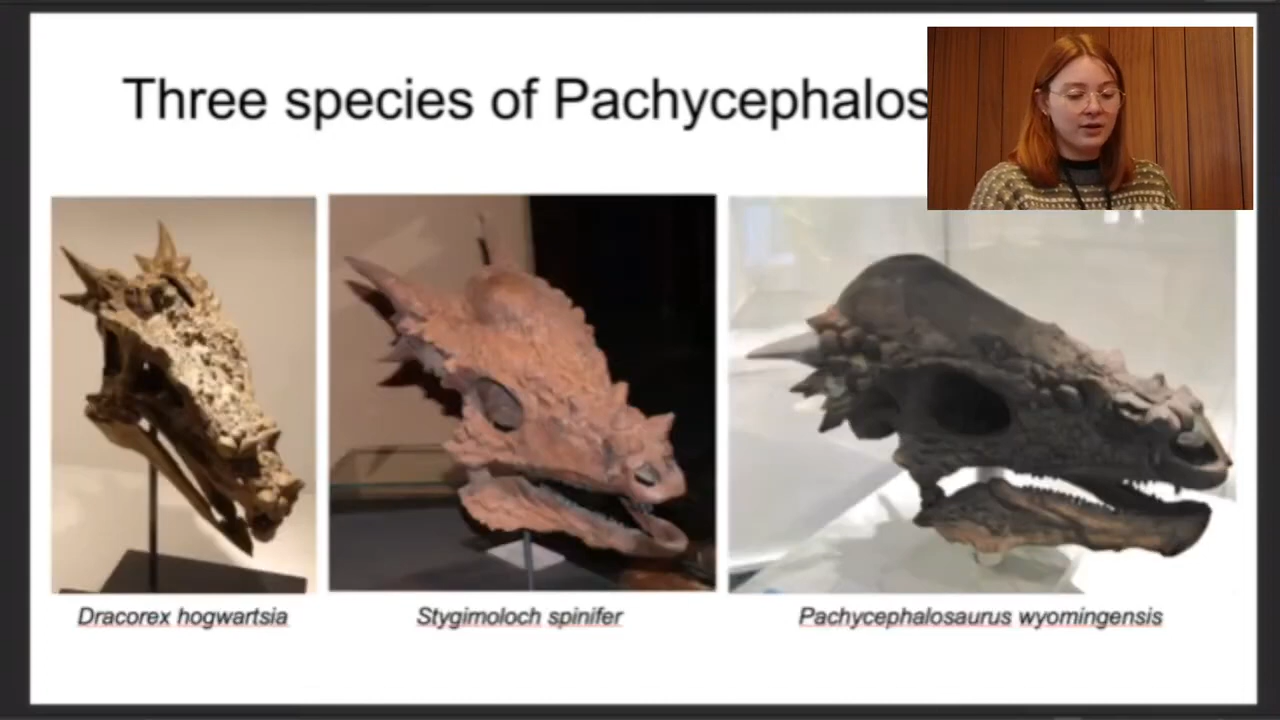 Three species of Pachycephalos
Dracorex hogwartsia
Stygimoloch spinifer
Pachycephalosaurus wyomingensis